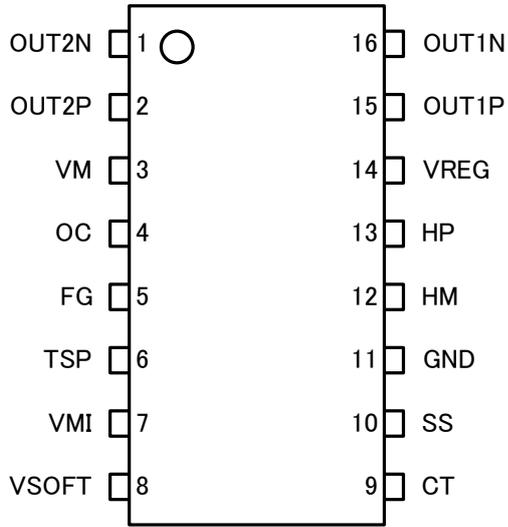 OUT2N 1 16 OUT1N
OUT2P 2 15 OUT1P
VM 3 14 VREG
OC 4 13 HP
FG 5 12 HM
TSP 6 11 GND
VMI 7 10 SS
VSOFT 8 9 CT